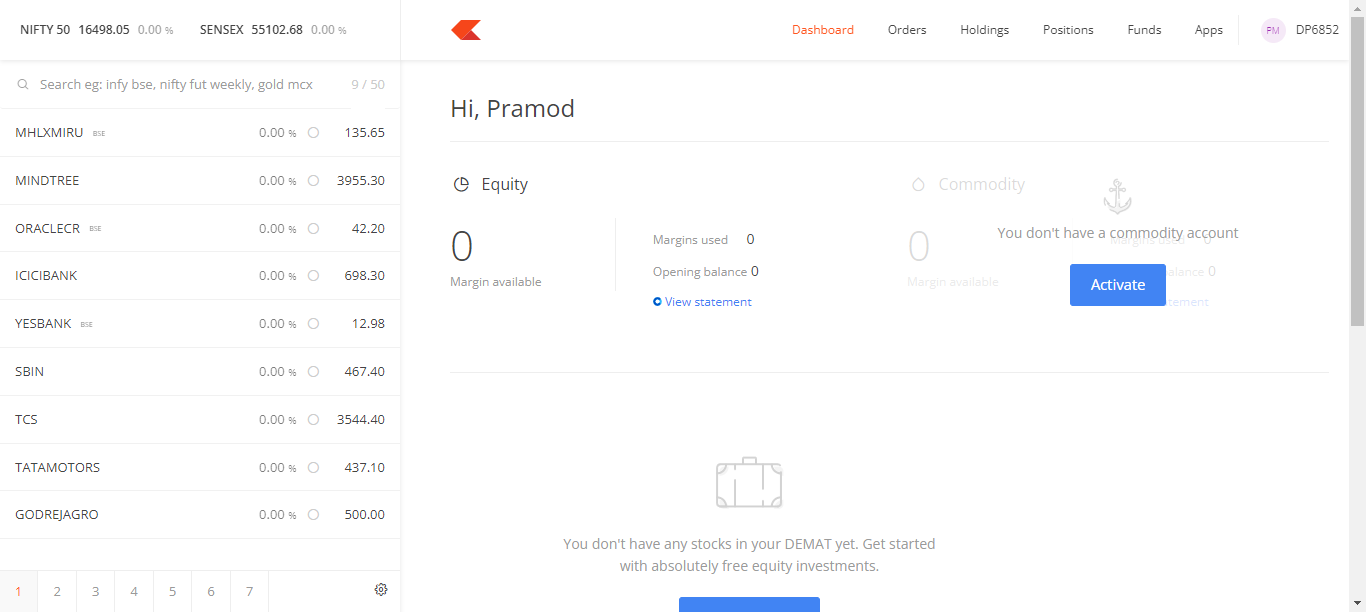 NIFTY 50 16498.05 0.00 % SENSEX 55102.68 0.00 %
Dashboard Orders Holdings Positions Funds Apps PM DP6852
Search eg: infy bse, nifty fut weekly, gold mcx 9 / 50
MHLXMIRU BSE 0.00 % 135.65
MINDTREE 0.00 % 3955.30
ORACLECR BSE 0.00 % 42.20
ICICIBANK 0.00 % 698.30
YESBANK BSE 0.00 % 12.98
SBIN 0.00 % 467.40
TCS 0.00 % 3544.40
TATAMOTORS 0.00 % 437.10
GODREJAGRO 0.00 % 500.00
1 2 3 4 5 6 7
Hi, Pramod
Equity
0
Margin available
Margins used 0
Opening balance 0
View statement
Commodity
0
Margin available
Margins used 0
alance 0
tement
You don't have a commodity account
Activate
You don't have any stocks in your DEMAT yet. Get started
with absolutely free equity investments.